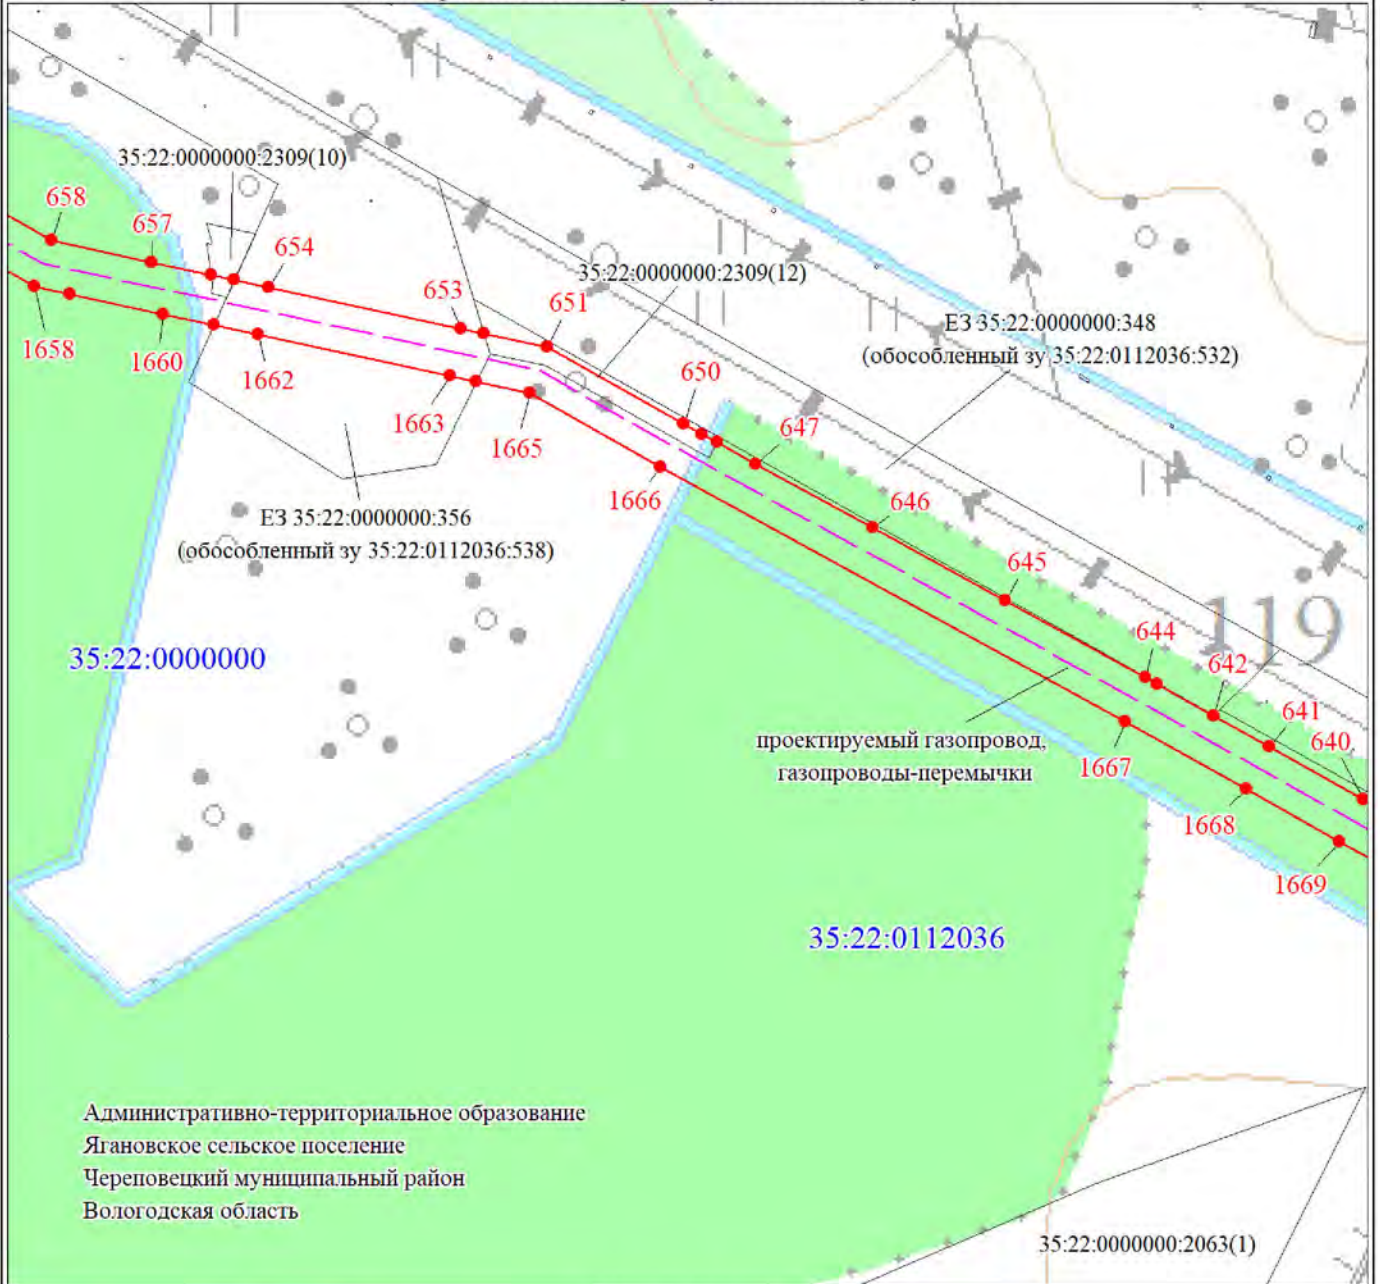 35:22:0000000:2309(10)
658
657
654
35:22:0000000:2309(12)
653
651
ЕЗ 35:22:0000000:348
(обособленный зу 35:22:0112036:532)
1658
1660
1662
650
1663
1665
647
1666
646
ЕЗ 35:22:0000000:356
(обособленный зу 35:22:0112036:538)
645
119
644
642
35:22:0000000
641
640
проектируемый газопровод,
газопроводы-перемычки
1667
1668
1669
35:22:0112036
Административно-территориальное образование
Ягановское сельское поселение
Череповецкий муниципальный район
Вологодская область
35:22:0000000:2063(1)